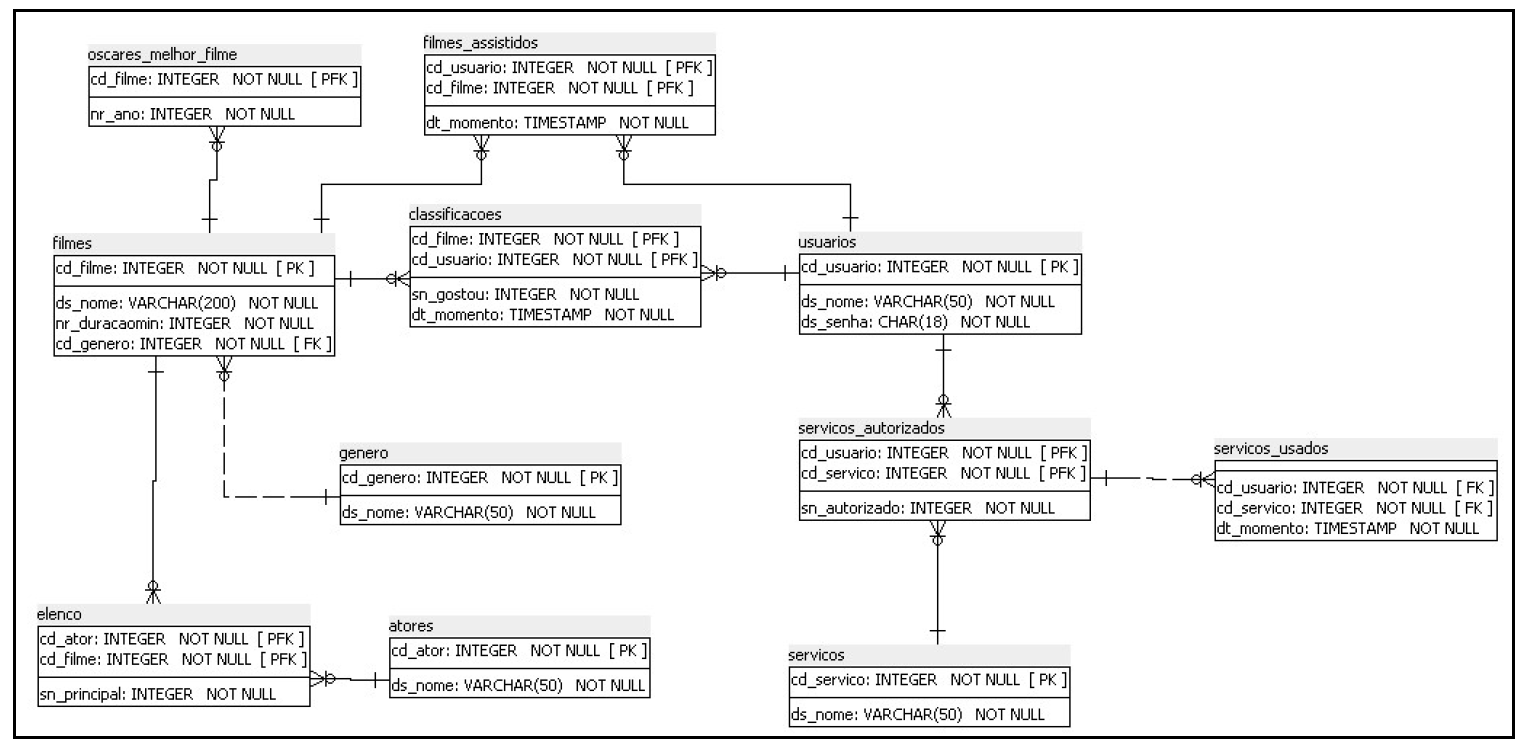 oscares_melhor_filme
cd_filme: INTEGER NOT NULL [ PFK ]
nr_ano: INTEGER NOT NULL
filmes_assistidos
cd_usuario: INTEGER NOT NULL [ PFK ]
cd_filme: INTEGER NOT NULL [ PFK ]
dt_momento: TIMESTAMP NOT NULL
filmes
cd_filme: INTEGER NOT NULL [ PK ]
ds_nome: VARCHAR(200) NOT NULL
nr_duracaomin: INTEGER NOT NULL
cd_genero: INTEGER NOT NULL [ FK ]
classificacoes
cd_filme: INTEGER NOT NULL [ PFK ]
cd_usuario: INTEGER NOT NULL [ PFK ]
sn_gostou: INTEGER NOT NULL
dt_momento: TIMESTAMP NOT NULL
usuarios
cd_usuario: INTEGER NOT NULL [ PK ]
ds_nome: VARCHAR(50) NOT NULL
ds_senha: CHAR(18) NOT NULL
genero
cd_genero: INTEGER NOT NULL [ PK ]
ds_nome: VARCHAR(50) NOT NULL
servicos_autorizados
cd_usuario: INTEGER NOT NULL [ PFK ]
cd_servico: INTEGER NOT NULL [ PFK ]
sn_autorizado: INTEGER NOT NULL
servicos_usados
cd_usuario: INTEGER NOT NULL [ FK ]
cd_servico: INTEGER NOT NULL [ FK ]
dt_momento: TIMESTAMP NOT NULL
elenco
cd_ator: INTEGER NOT NULL [ PFK ]
cd_filme: INTEGER NOT NULL [ PFK ]
sn_principal: INTEGER NOT NULL
atores
cd_ator: INTEGER NOT NULL [ PK ]
ds_nome: VARCHAR(50) NOT NULL
servicos
cd_servico: INTEGER NOT NULL [ PK ]
ds_nome: VARCHAR(50) NOT NULL